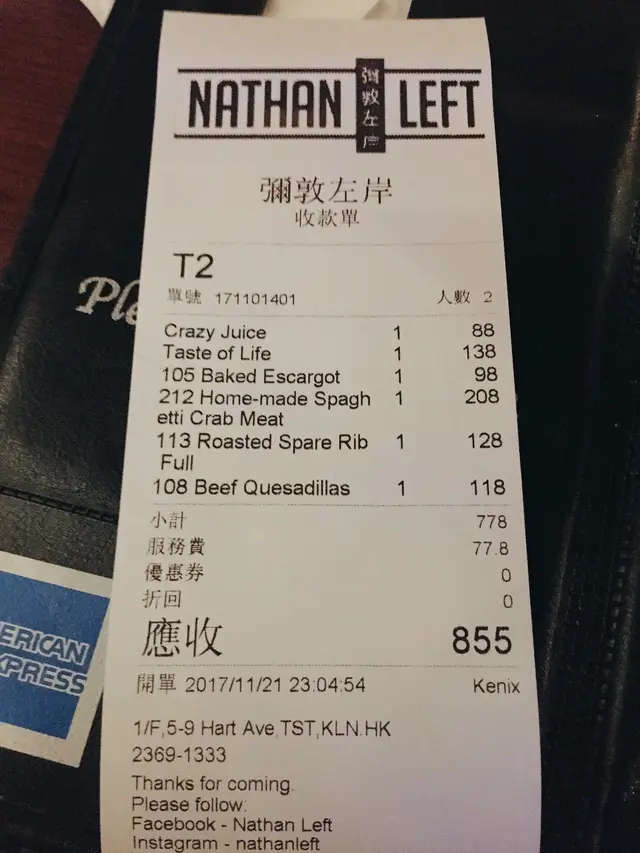 NATHAN 彌敦左岸 LEFT
彌敦左岸
收款單
T2
單號 171101401 人數 2
Crazy Juice 1 88
Taste of Life 1 138
105 Baked Escargot 1 98
212 Home-made Spagh 1 208
etti Crab Meat
113 Roasted Spare Rib 1 128
Full
108 Beef Quesadillas 1 118
小計 778
服務費 77.8
優惠券 0
折回 0
應收 855
開單 2017/11/21 23:04:54 Kenix
1/F,5-9 Hart Ave,TST,KLN.HK
2369-1333
Thanks for coming.
Please follow:
Facebook - Nathan Left
Instagram - nathanleft
Ple
ERICAN
XPRESS